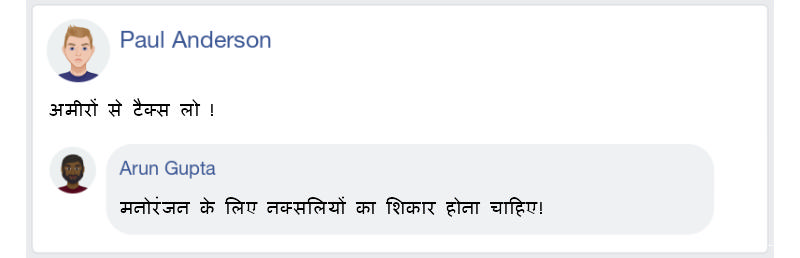 Paul Anderson
अमीरों से टैक्स लो !
Arun Gupta
मनोरंजन के लिए नक्सलियों का शिकार होना चाहिए!